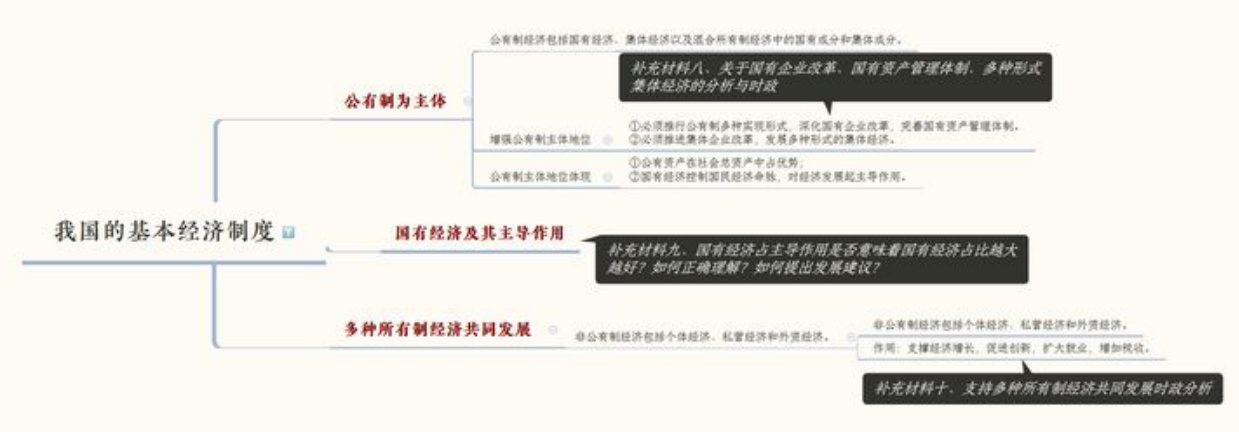 公有制经济包括国有经济、集体经济以及混合所有制经济中的国有成分和集体成分。
补充材料八、关于国有企业改革、国有资产管理体制、多种形式
集体经济的分析与时政
公有制为主体
①必须推行公有制多种实现形式，深化国有企业改革，完善国有资产管理体制。
增强公有制主体地位
②必须推进集体企业改革，发展多种形式的集体经济。
①公有资产在社会总资产中占优势；
公有制主体地位体现
②国有经济控制国民经济命脉，对经济发展起主导作用。
我国的基本经济制度
国有经济及其主导作用
补充材料九、国有经济占主导作用是否意味着国有经济占比越大
越好？如何正确理解？如何提出发展建议？
多种所有制经济共同发展
非公有制经济包括个体经济、私营经济和外资经济。
非公有制经济包括个体经济、私营经济和外资经济。
作用：支撑经济增长，促进创新，扩大就业，增加税收。
补充材料十、支持多种所有制经济共同发展时政分析